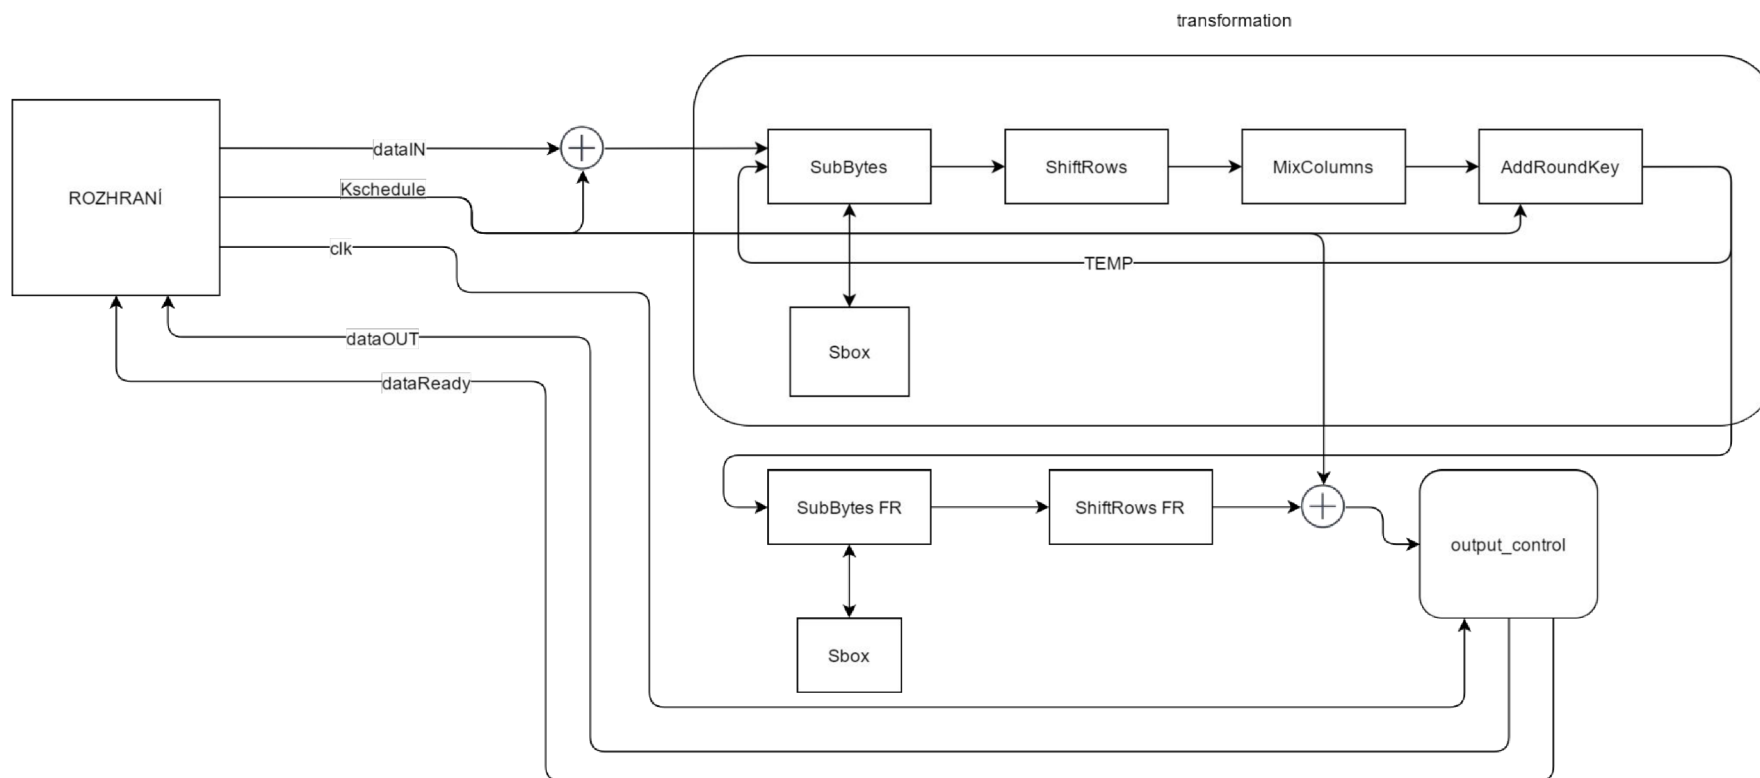 transformation
ROZHRANÍ
dataIN
Kschedule
clk
dataOUT
dataReady
SubBytes
ShiftRows
MixColumns
AddRoundKey
TEMP
Sbox
SubBytes FR
ShiftRows FR
output_control
Sbox